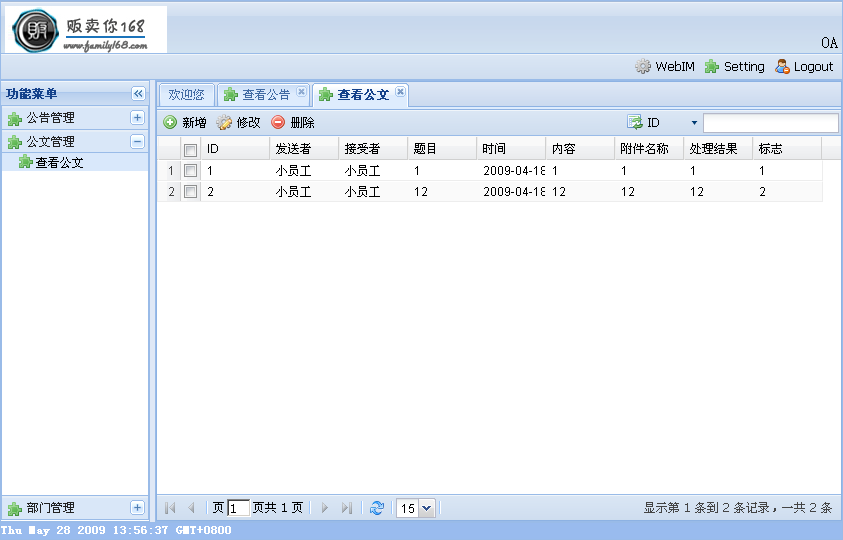 贩卖你168
www.family168.com
OA
WebIM Setting Logout
功能菜单
公告管理
公文管理
查看公文
部门管理
欢迎您 查看公告 查看公文
新增 修改 删除 ID
ID 发送者 接受者 题目 时间 内容 附件名称 处理结果 标志
1 1 小员工 小员工 1 2009-04-18 1 1 1 1
2 2 小员工 小员工 12 2009-04-18 12 12 12 2
页 1 页共 1 页 15 显示第 1 条到 2 条记录，一共 2 条
Thu May 28 2009 13:56:37 GMT+0800